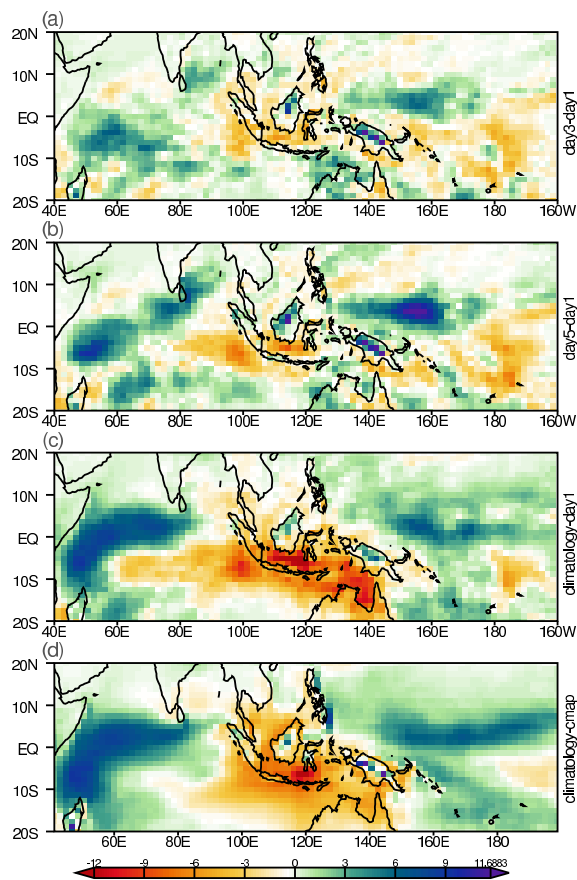 (a)
20N
10N
EQ
10S
20S
40E 60E 80E 100E 120E 140E 160E 180 160W
day3-day1
(b)
20N
10N
EQ
10S
20S
40E 60E 80E 100E 120E 140E 160E 180 160W
day5-day1
(c)
20N
10N
EQ
10S
20S
40E 60E 80E 100E 120E 140E 160E 180 160W
climatology-day1
(d)
20N
10N
EQ
10S
20S
60E 80E 100E 120E 140E 160E 180
climatology-cmap
-12 -9 -6 -3 0 3 6 9 11.6883